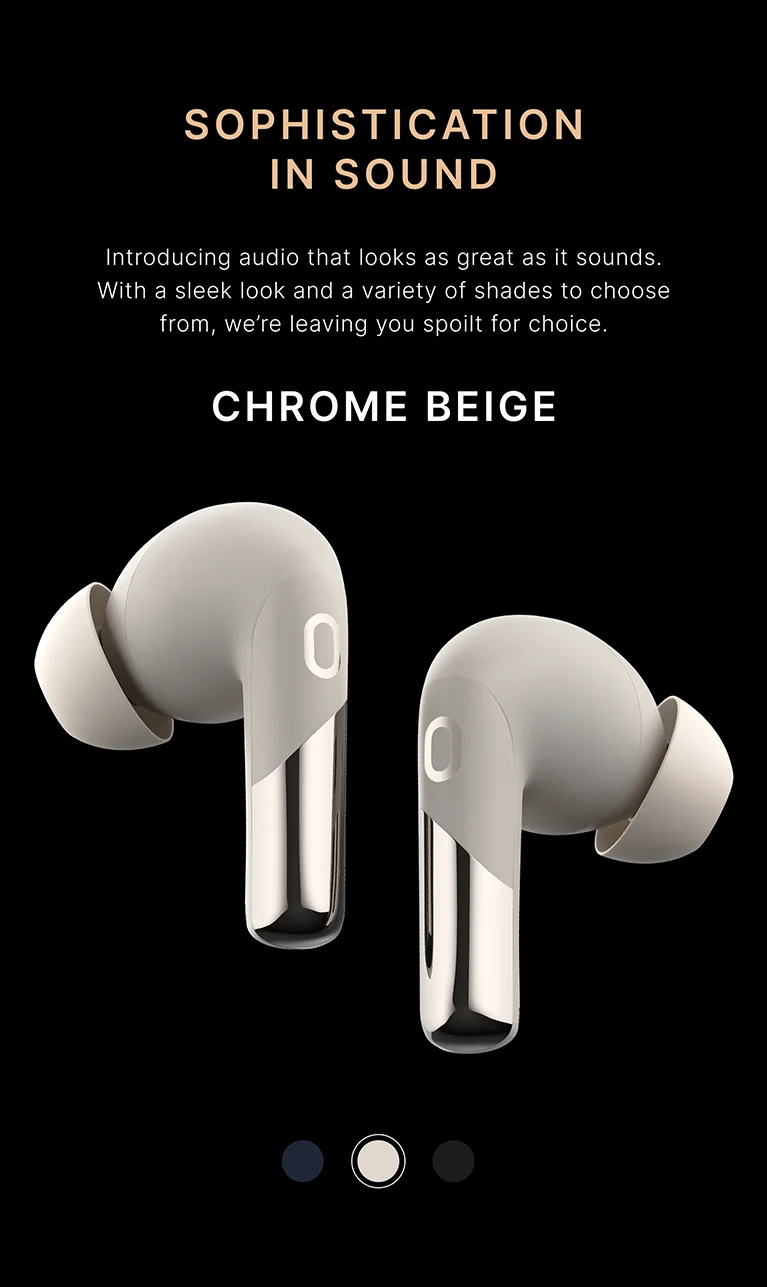 SOPHISTICATION
IN SOUND
Introducing audio that looks as great as it sounds.
With a sleek look and a variety of shades to choose
from, we’re leaving you spoilt for choice.
CHROME BEIGE